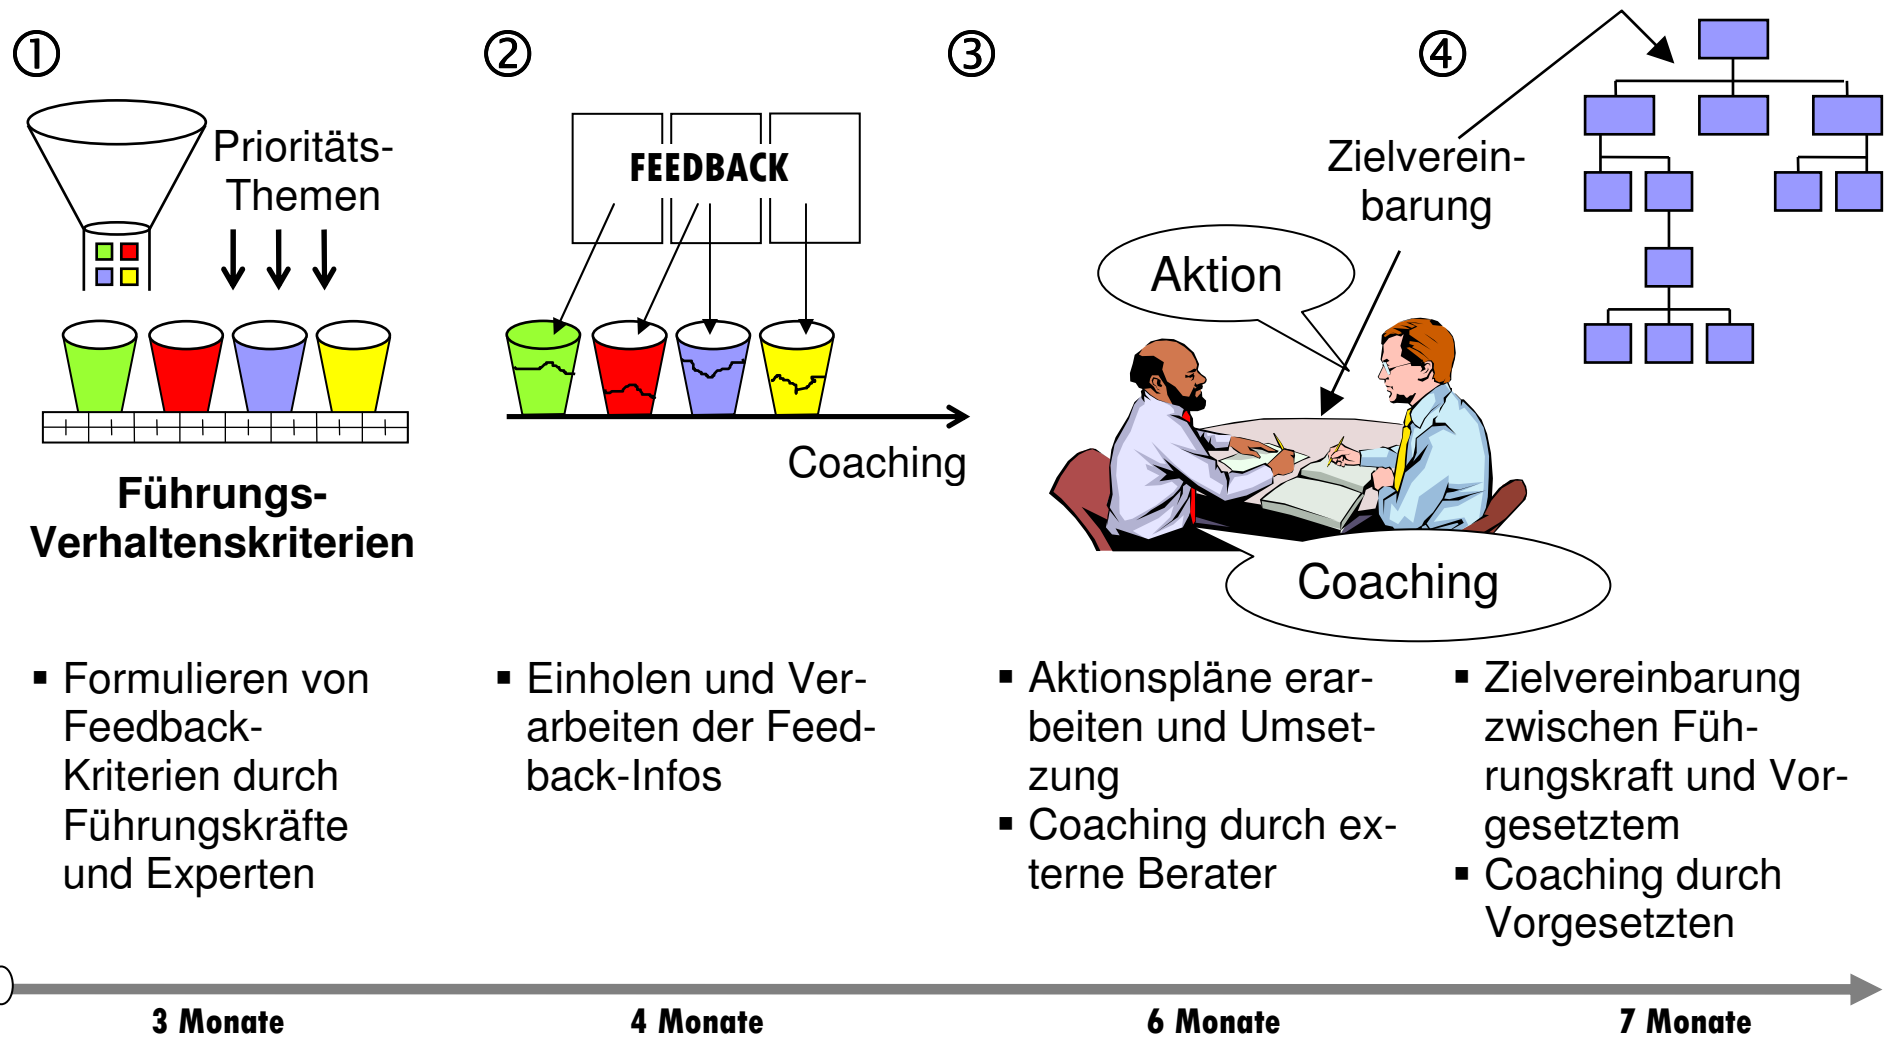 ①
Prioritäts-
Themen
Führungs-
Verhaltenskriterien
▪ Formulieren von
Feedback-
Kriterien durch
Führungskräfte
und Experten
3 Monate
②
FEEDBACK
Coaching
▪ Einholen und Ver-
arbeiten der Feed-
back-Infos
4 Monate
③
Aktion
Coaching
▪ Aktionspläne erar-
beiten und Umset-
zung
▪ Coaching durch ex-
terne Berater
6 Monate
④
Zielverein-
barung
▪ Zielvereinbarung
zwischen Füh-
rungskraft und Vor-
gesetztem
▪ Coaching durch
Vorgesetzten
7 Monate